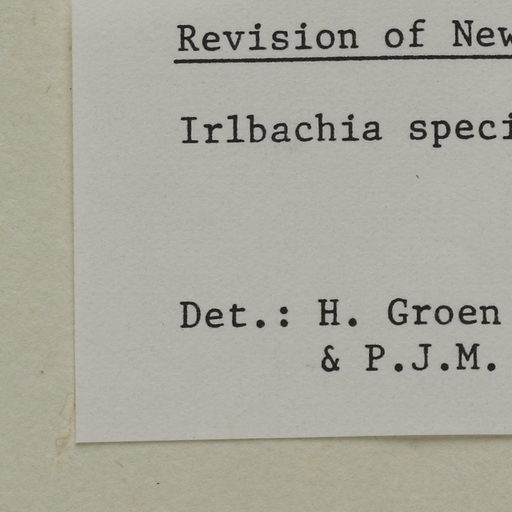 Revision of New
Irlbachia speci
Det.: H. Groen
& P.J.M.